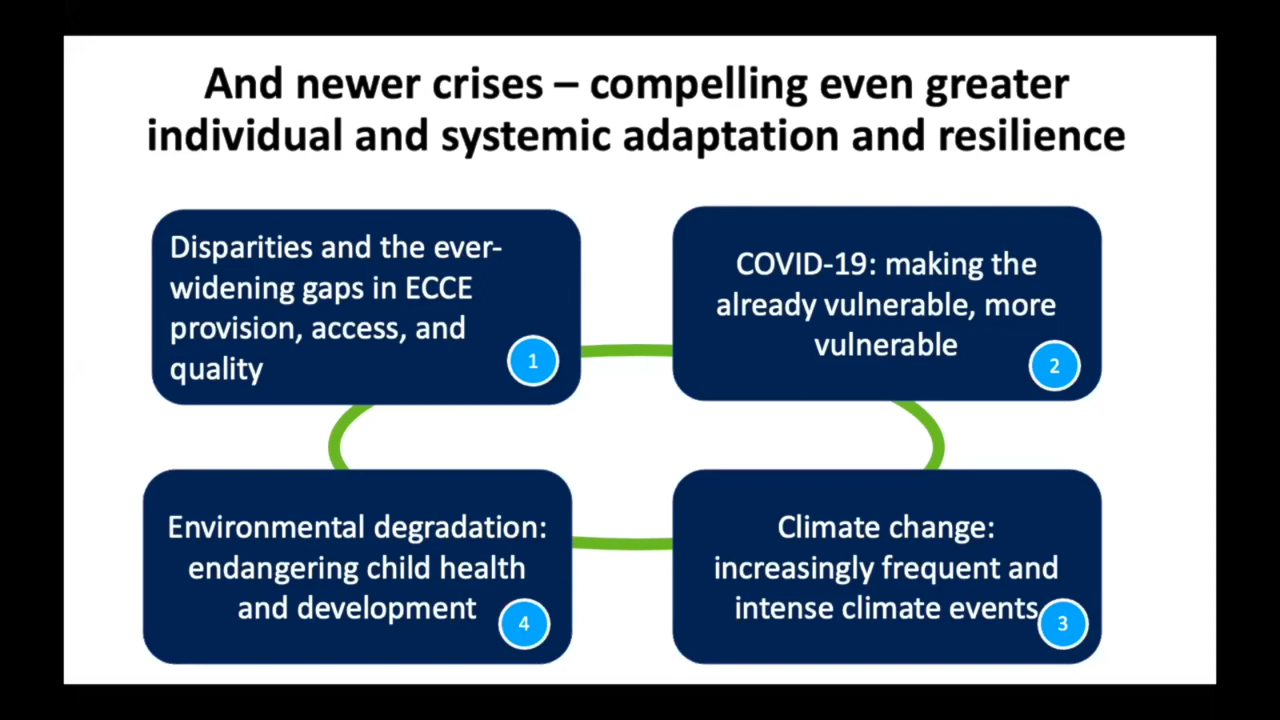 And newer crises – compelling even greater
individual and systemic adaptation and resilience
Disparities and the ever-
widening gaps in ECCE
provision, access, and
quality
1
COVID-19: making the
already vulnerable, more
vulnerable
2
Environmental degradation:
endangering child health
and development
4
Climate change:
increasingly frequent and
intense climate events
3